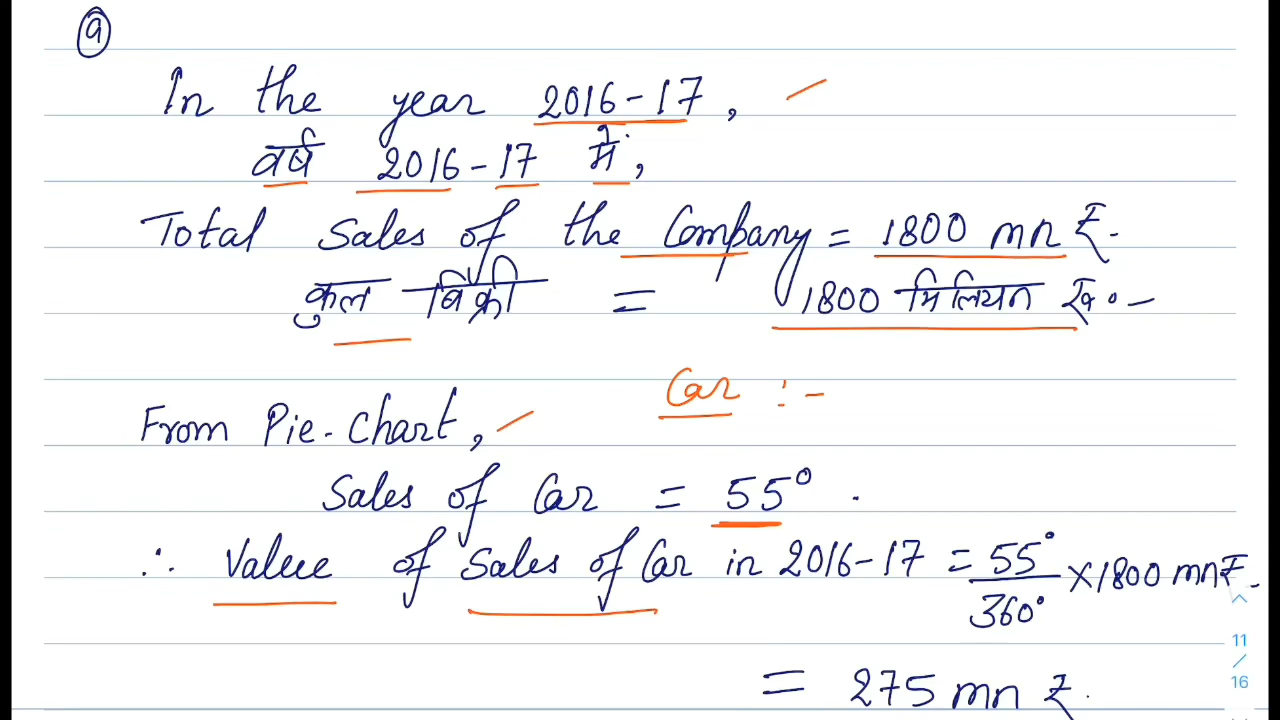 (a)
In the year 2016-17,
वर्ष 2016-17 में,
Total Sales of the Company = 1800 mn ₹.
कुल बिक्री = 1800 मिलियन रु०-
Car :-
From Pie-Chart,
Sales of Car = 55° .
∴ Value of Sales of Car in 2016-17 = 55°/360° × 1800 mn ₹.
= 275 mn ₹.
11
/
16